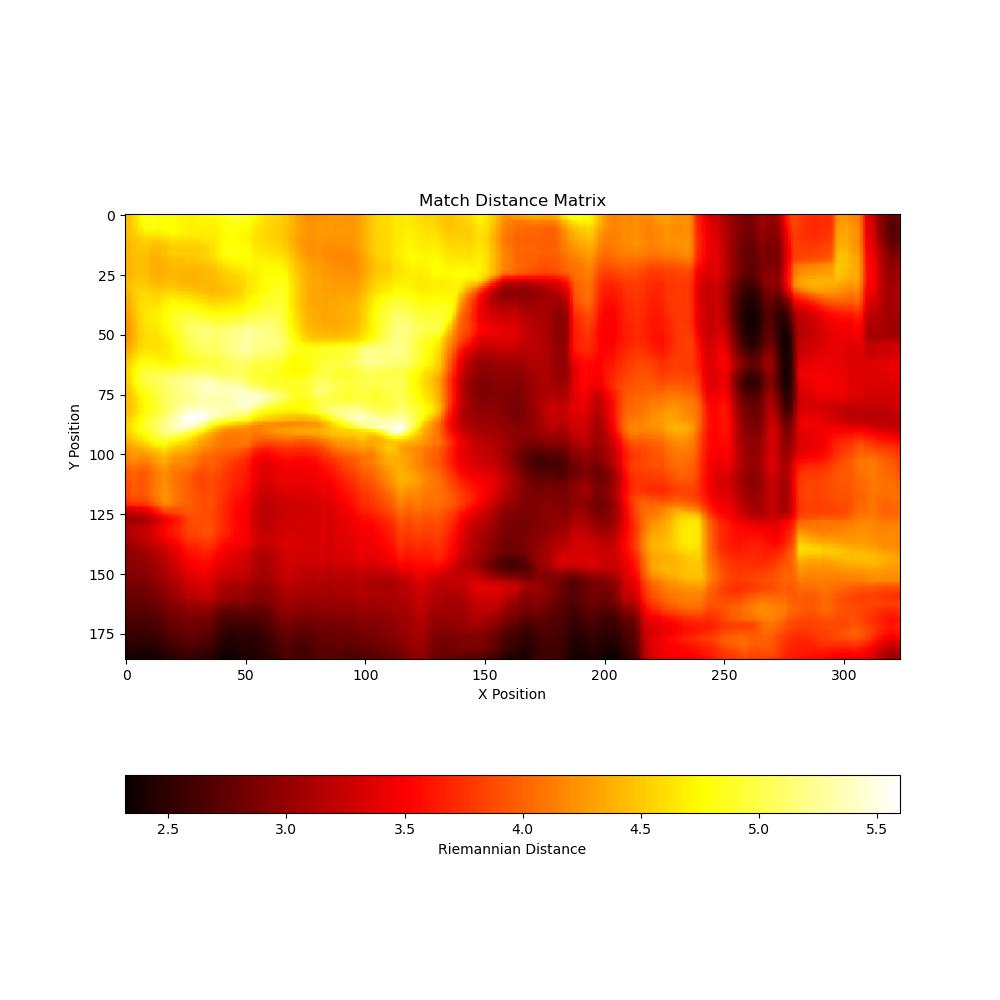 Match Distance Matrix
0
25
50
75
100
125
150
175
Y Position
0 50 100 150 200 250 300
X Position
2.5 3.0 3.5 4.0 4.5 5.0 5.5
Riemannian Distance